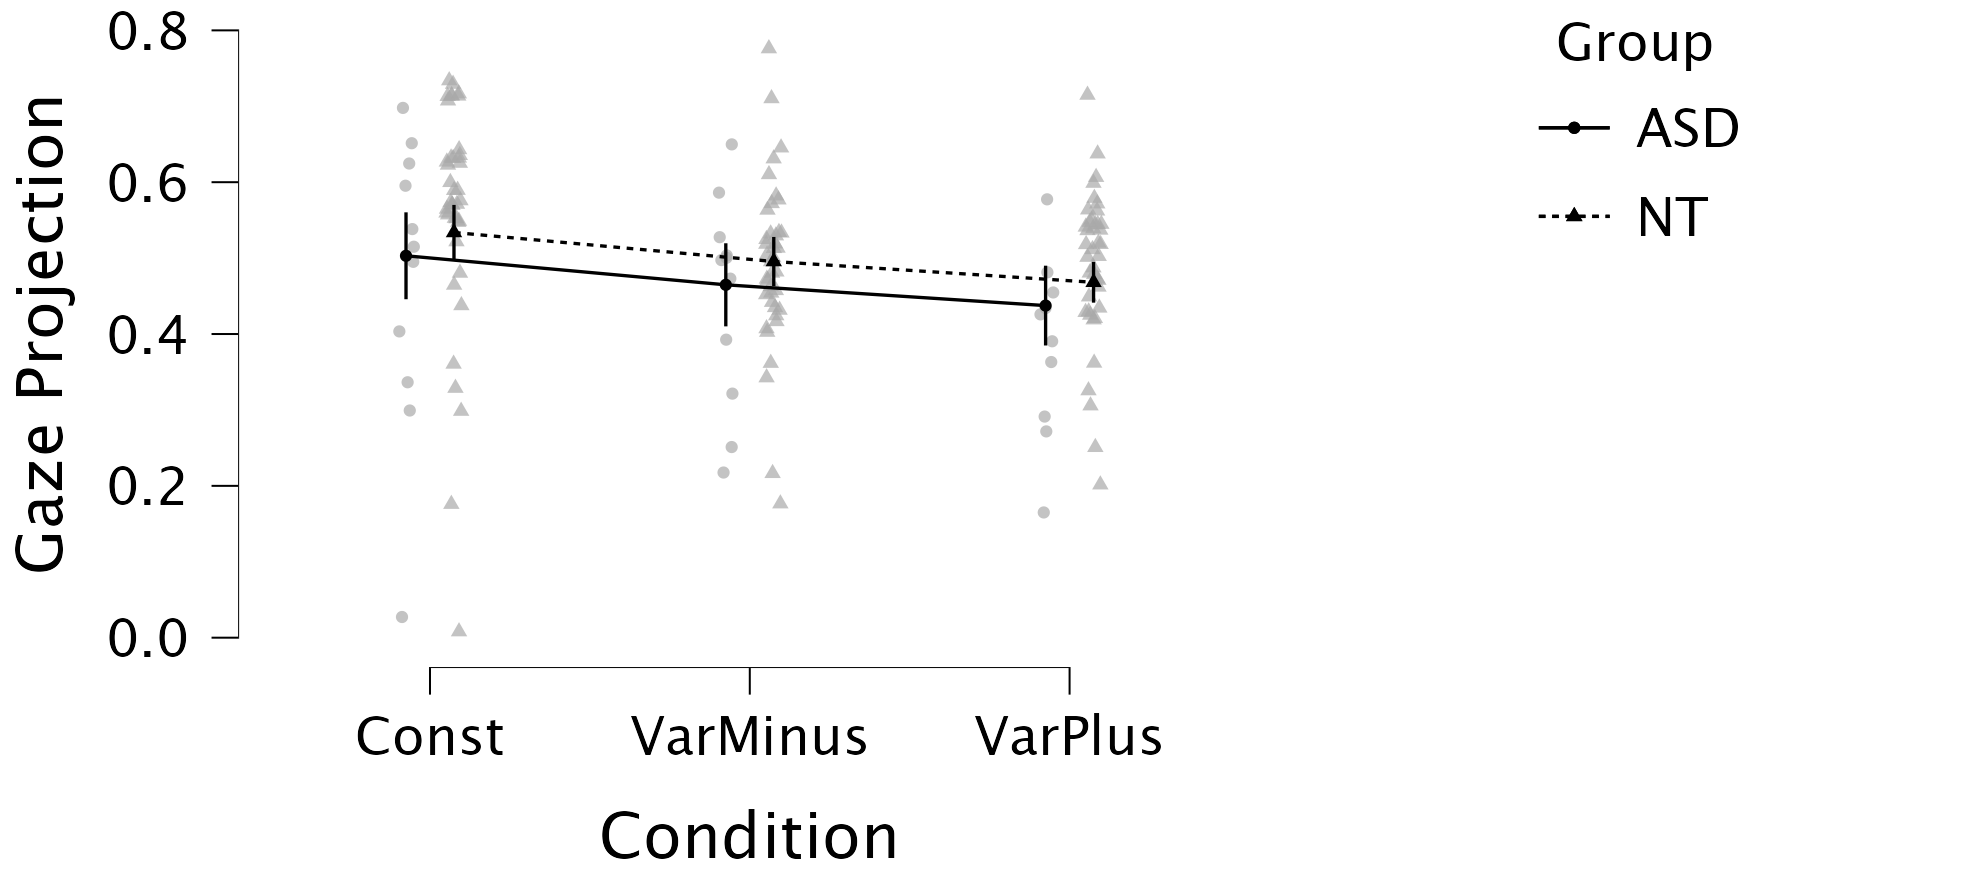 Gaze Projection
0.8
0.6
0.4
0.2
0.0
Const VarMinus VarPlus
Condition
Group
ASD
NT